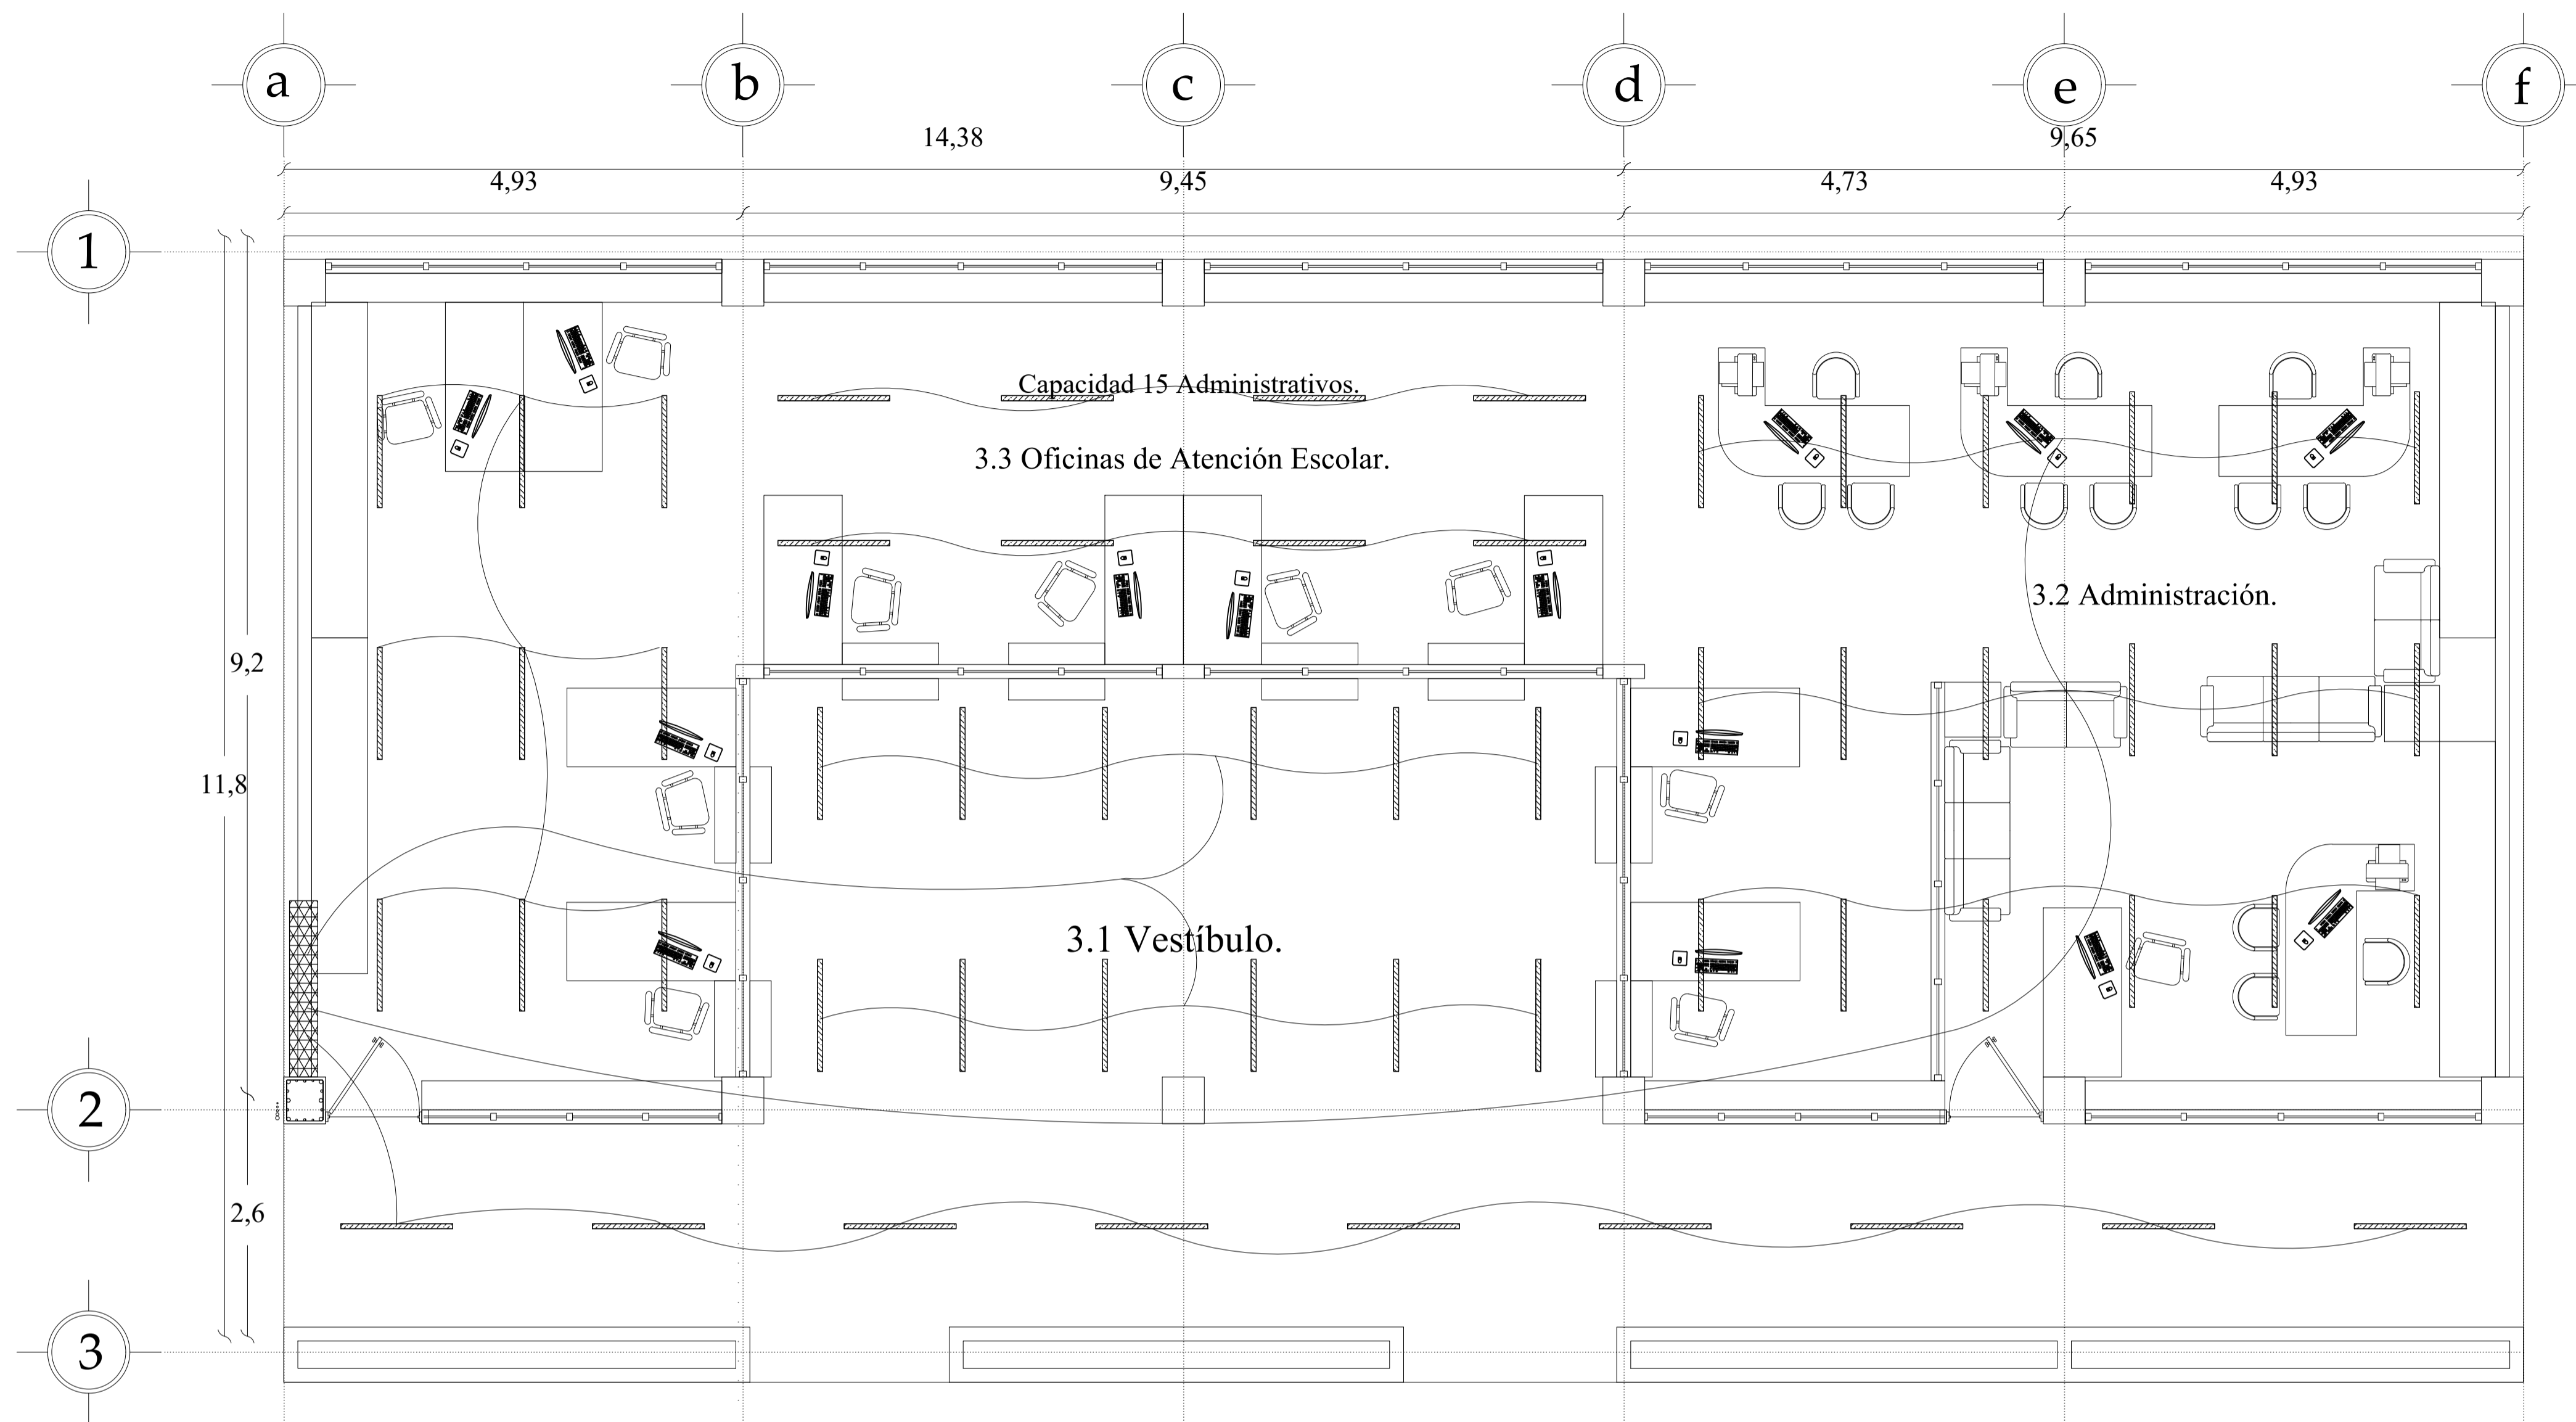 a
b
c
d
e
f
14,38
9,65
4,93
9,45
4,73
4,93
1
Capacidad 15 Administrativos.
3.3 Oficinas de Atención Escolar.
3.2 Administración.
9,2
11,8
3.1 Vestíbulo.
2
2,6
3